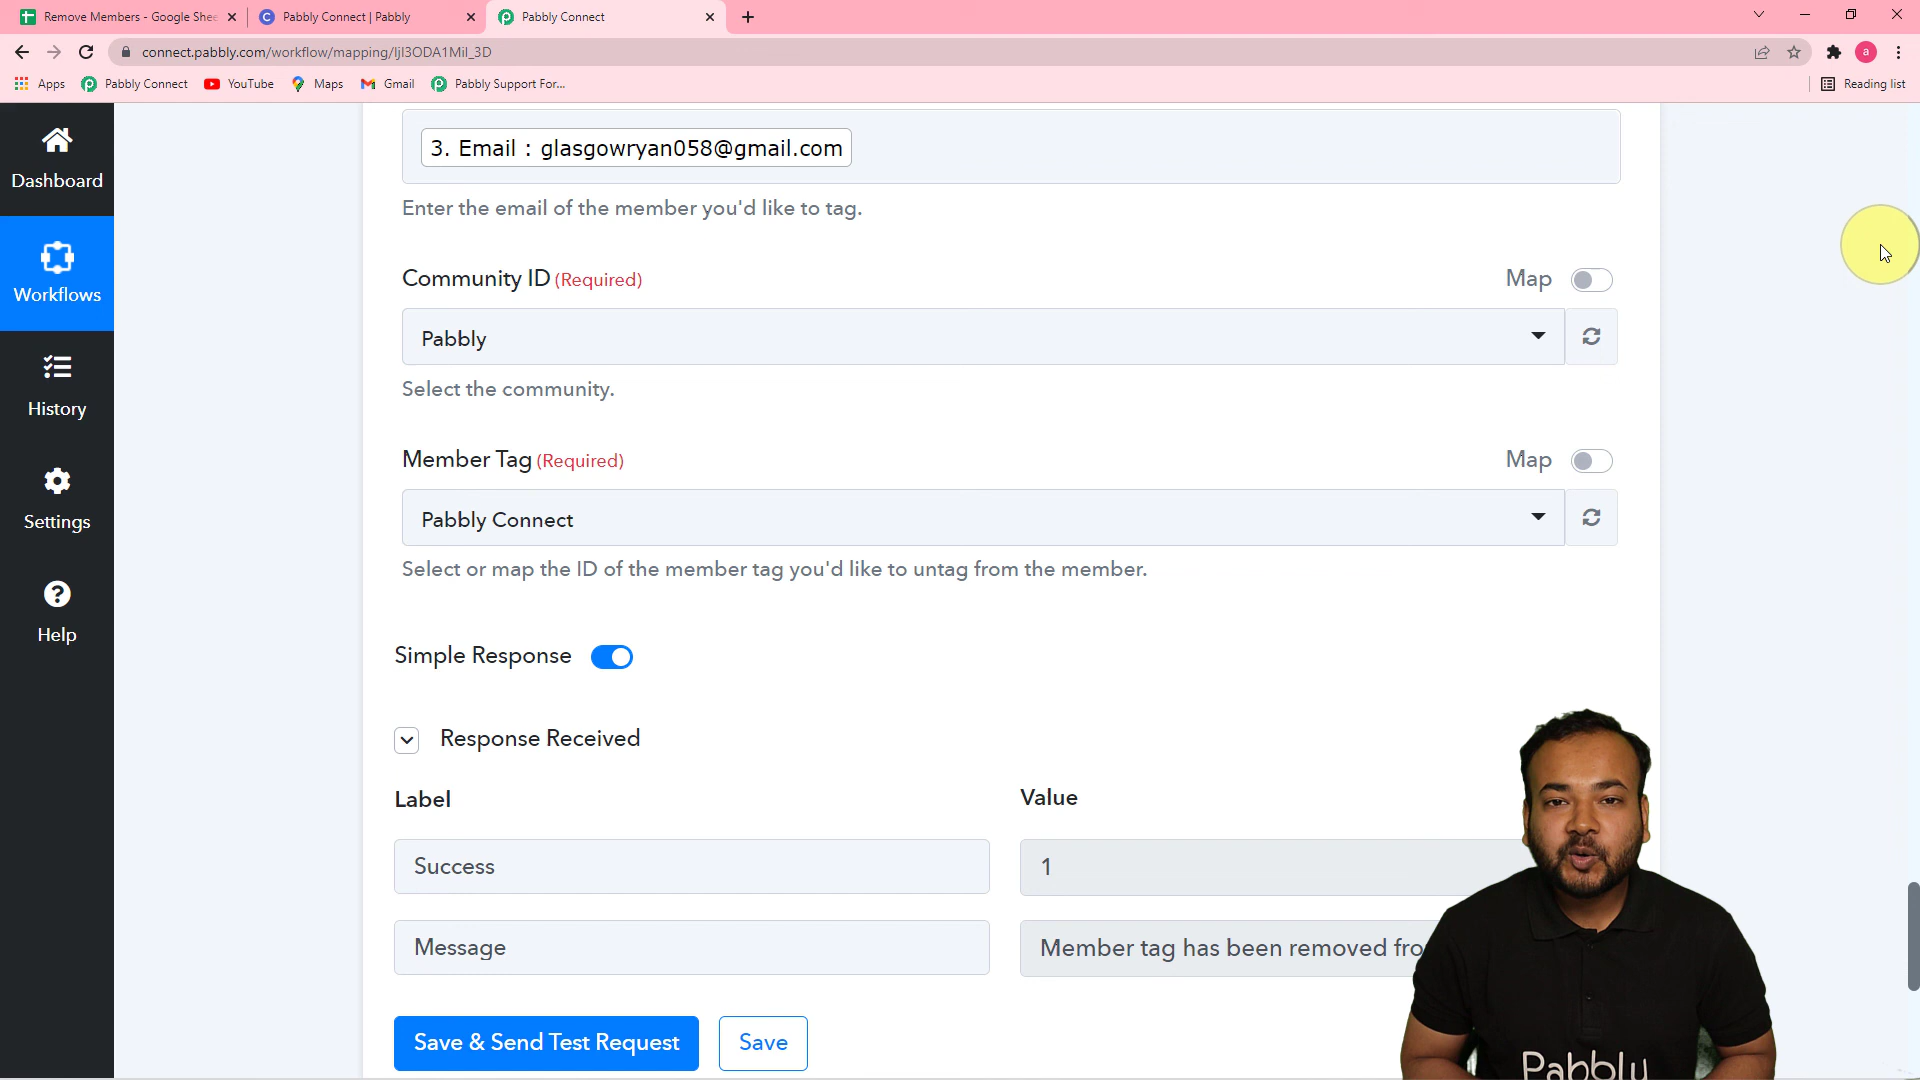 Remove Members - Google Shee
Pabbly Connect | Pabbly
Pabbly Connect
connect.pabbly.com/workflow/mapping/IjI3ODA1MiI_3D
a
Apps
Pabbly Connect
YouTube
Maps
Gmail
Pabbly Support For...
Reading list
Dashboard
Workflows
History
Settings
Help
3. Email : glasgowryan058@gmail.com
Enter the email of the member you'd like to tag.
Community ID (Required)
Map
Pabbly
Select the community.
Member Tag (Required)
Map
Pabbly Connect
Select or map the ID of the member tag you'd like to untag from the member.
Simple Response
Response Received
Label
Value
Success
1
Message
Member tag has been removed fro
Save & Send Test Request
Save
Pabbly